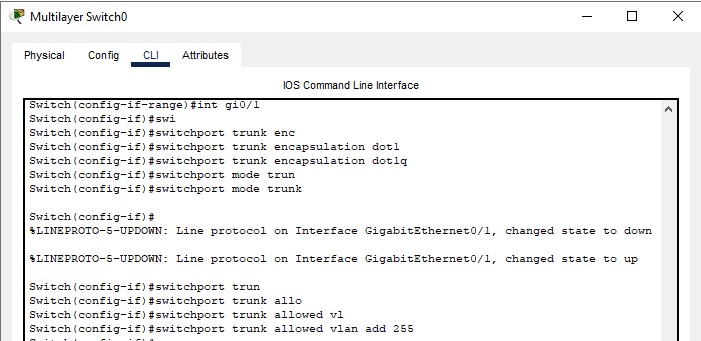 Multilayer Switch0
Physical Config CLI Attributes
IOS Command Line Interface
Switch(config-if-range)#int gi0/1
Switch(config-if)#swi
Switch(config-if)#switchport trunk enc
Switch(config-if)#switchport trunk encapsulation dot1
Switch(config-if)#switchport trunk encapsulation dot1q
Switch(config-if)#switchport mode trun
Switch(config-if)#switchport mode trunk
Switch(config-if)#
%LINEPROTO-5-UPDOWN: Line protocol on Interface GigabitEthernet0/1, changed state to down
%LINEPROTO-5-UPDOWN: Line protocol on Interface GigabitEthernet0/1, changed state to up
Switch(config-if)#switchport trun
Switch(config-if)#switchport trunk allo
Switch(config-if)#switchport trunk allowed vl
Switch(config-if)#switchport trunk allowed vlan add 255
Switch(config-if)#